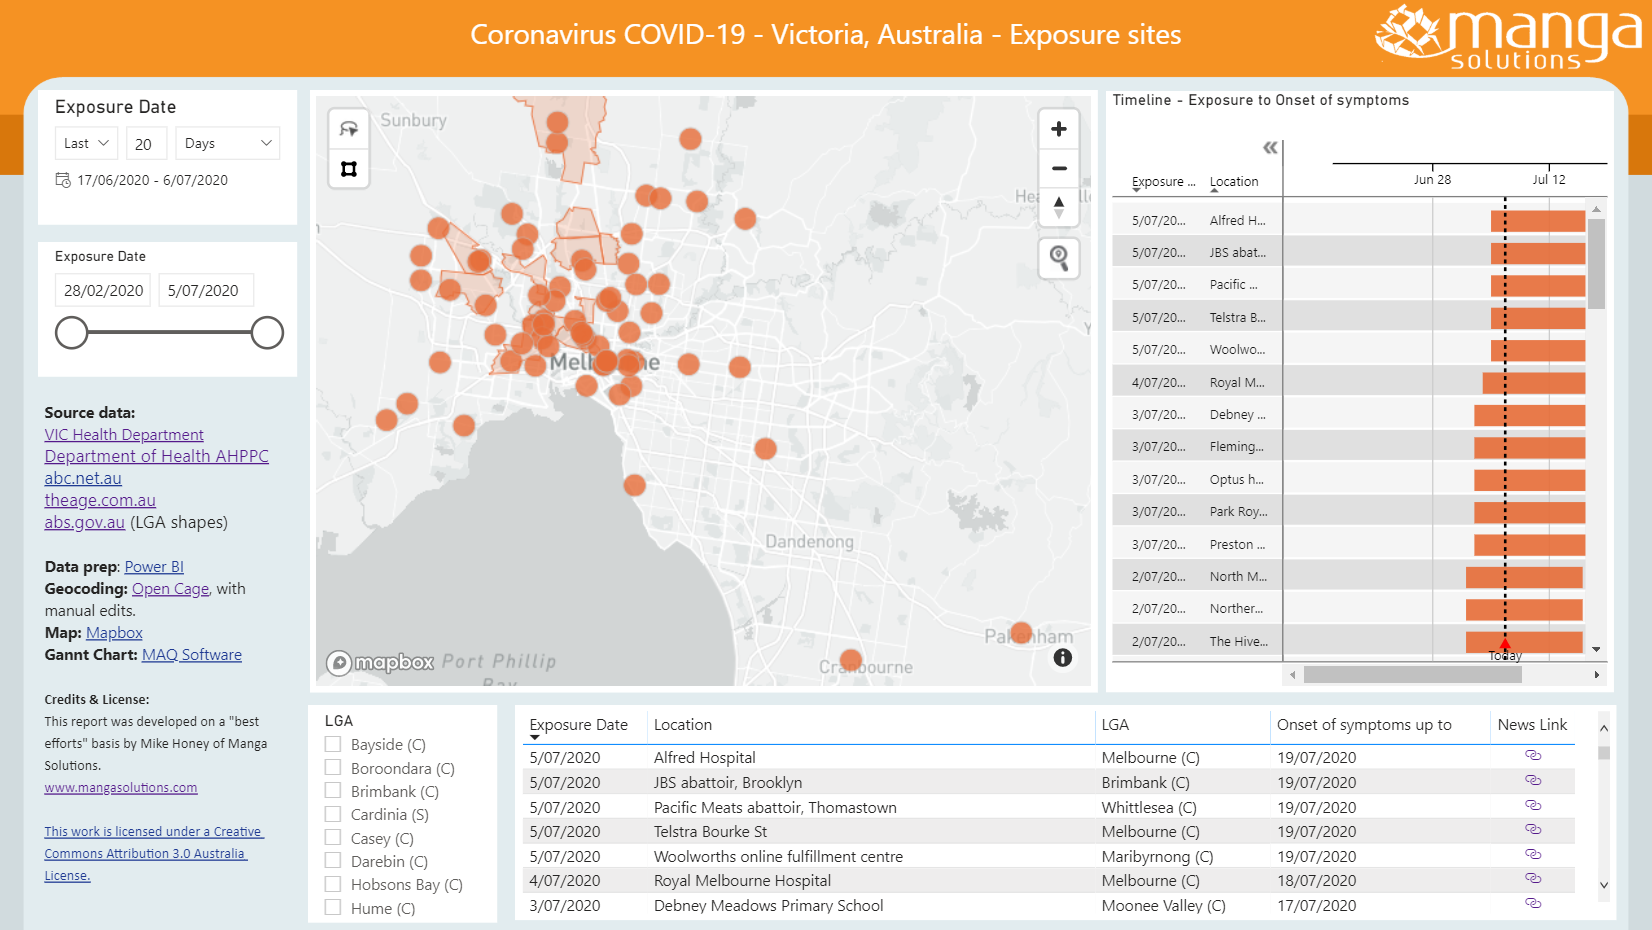 Coronavirus COVID-19 - Victoria, Australia - Exposure sites
manga
solutions
Exposure Date
Last
20
Days
17/06/2020 - 6/07/2020
Exposure Date
28/02/2020
5/07/2020
Source data:
VIC Health Department
Department of Health AHPPC
abc.net.au
theage.com.au
abs.gov.au (LGA shapes)
Data prep: Power BI
Geocoding: Open Cage, with
manual edits.
Map: Mapbox
Gannt Chart: MAQ Software
Credits & License:
This report was developed on a "best
efforts" basis by Mike Honey of Manga
Solutions.
www.mangasolutions.com
This work is licensed under a Creative
Commons Attribution 3.0 Australia
License.
Sunbury
Dandenong
Pakenham
Cranbourne
mapbox
Port Phillip
Bay
Timeline - Exposure to Onset of symptoms
Exposure ... Location
Jun 28 Jul 12
5/07/20... Alfred H...
5/07/20... JBS abat...
5/07/20... Pacific ...
5/07/20... Telstra B...
5/07/20... Woolwo...
4/07/20... Royal M...
3/07/20... Debney ...
3/07/20... Fleming...
3/07/20... Optus h...
3/07/20... Park Roy...
3/07/20... Preston ...
2/07/20... North M...
2/07/20... Norther...
2/07/20... The Hive...
Today
LGA
Bayside (C)
Boroondara (C)
Brimbank (C)
Cardinia (S)
Casey (C)
Darebin (C)
Hobsons Bay (C)
Hume (C)
Exposure Date Location LGA Onset of symptoms up to News Link
5/07/2020 Alfred Hospital Melbourne (C) 19/07/2020
5/07/2020 JBS abattoir, Brooklyn Brimbank (C) 19/07/2020
5/07/2020 Pacific Meats abattoir, Thomastown Whittlesea (C) 19/07/2020
5/07/2020 Telstra Bourke St Melbourne (C) 19/07/2020
5/07/2020 Woolworths online fulfillment centre Maribyrnong (C) 19/07/2020
4/07/2020 Royal Melbourne Hospital Melbourne (C) 18/07/2020
3/07/2020 Debney Meadows Primary School Moonee Valley (C) 17/07/2020